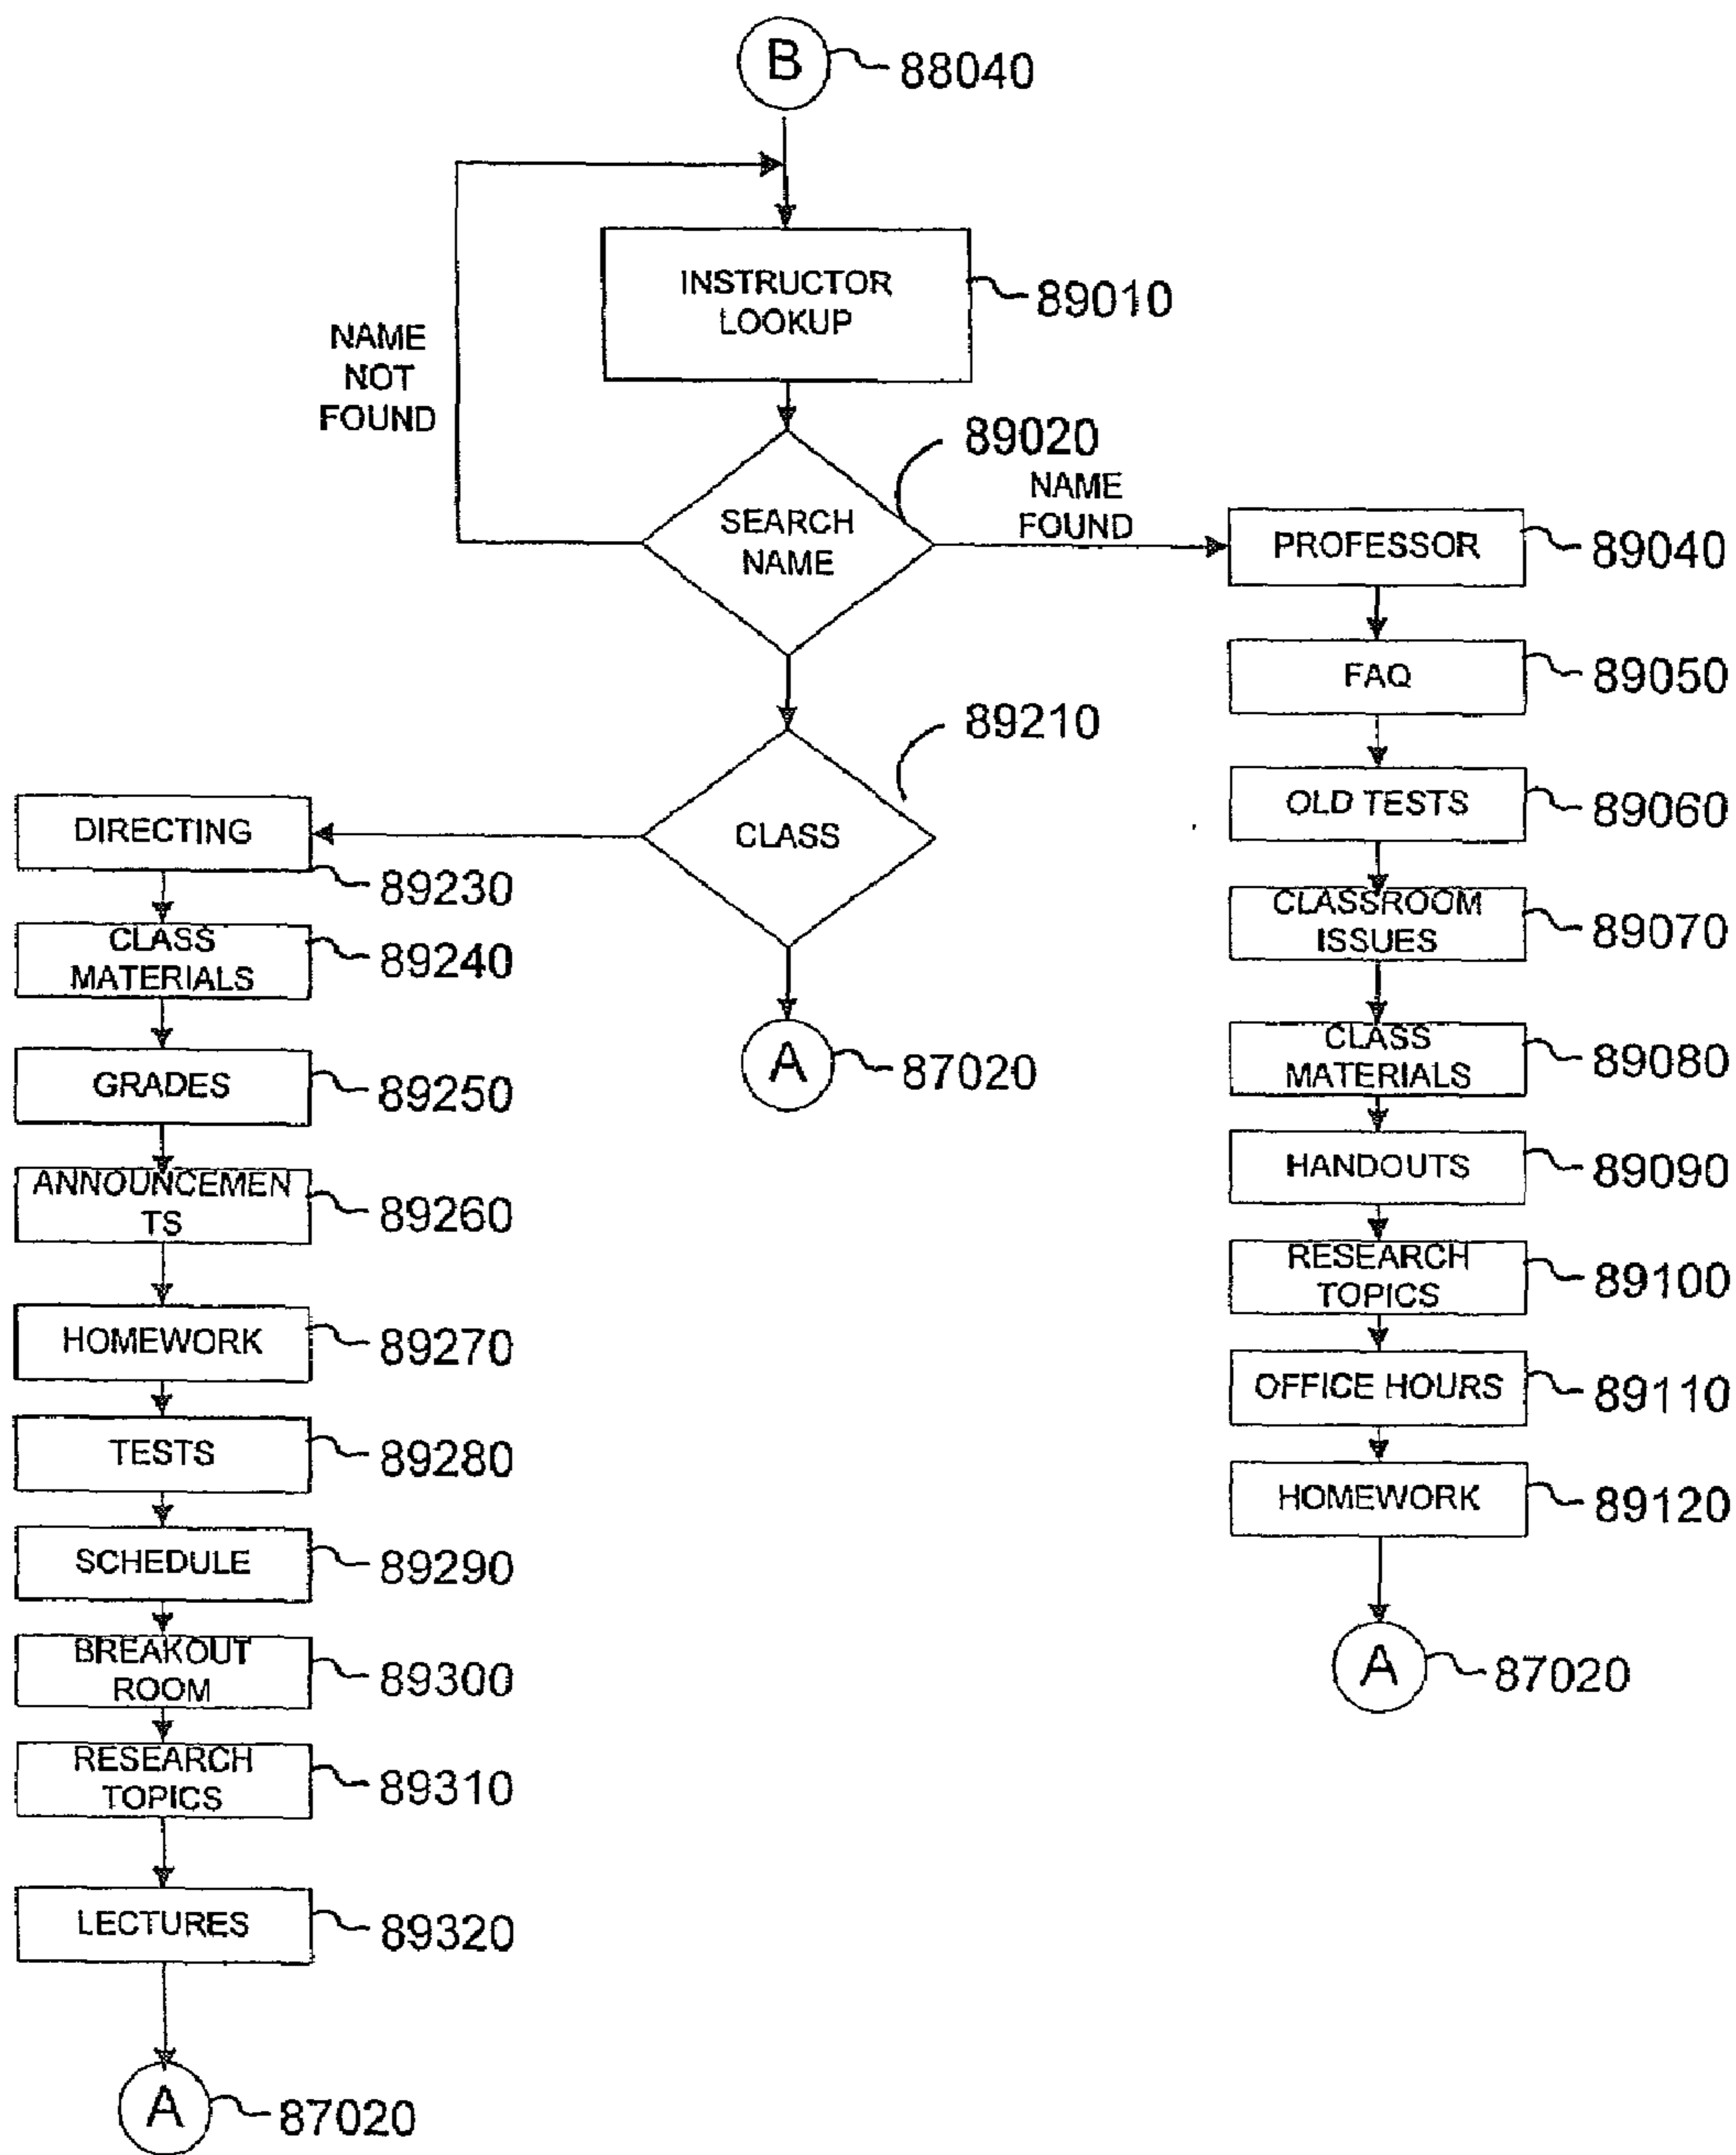 B
88040
INSTRUCTOR
LOOKUP
89010
NAME
NOT
FOUND
89020
SEARCH
NAME
NAME
FOUND
PROFESSOR
89040
FAQ
89050
OLD TESTS
89060
CLASSROOM
ISSUES
89070
CLASS
MATERIALS
89080
HANDOUTS
89090
RESEARCH
TOPICS
89100
OFFICE HOURS
89110
HOMEWORK
89120
A
87020
89210
CLASS
A
87020
DIRECTING
89230
CLASS
MATERIALS
89240
GRADES
89250
ANNOUNCEMEN
TS
89260
HOMEWORK
89270
TESTS
89280
SCHEDULE
89290
BREAKOUT
ROOM
89300
RESEARCH
TOPICS
89310
LECTURES
89320
A
87020